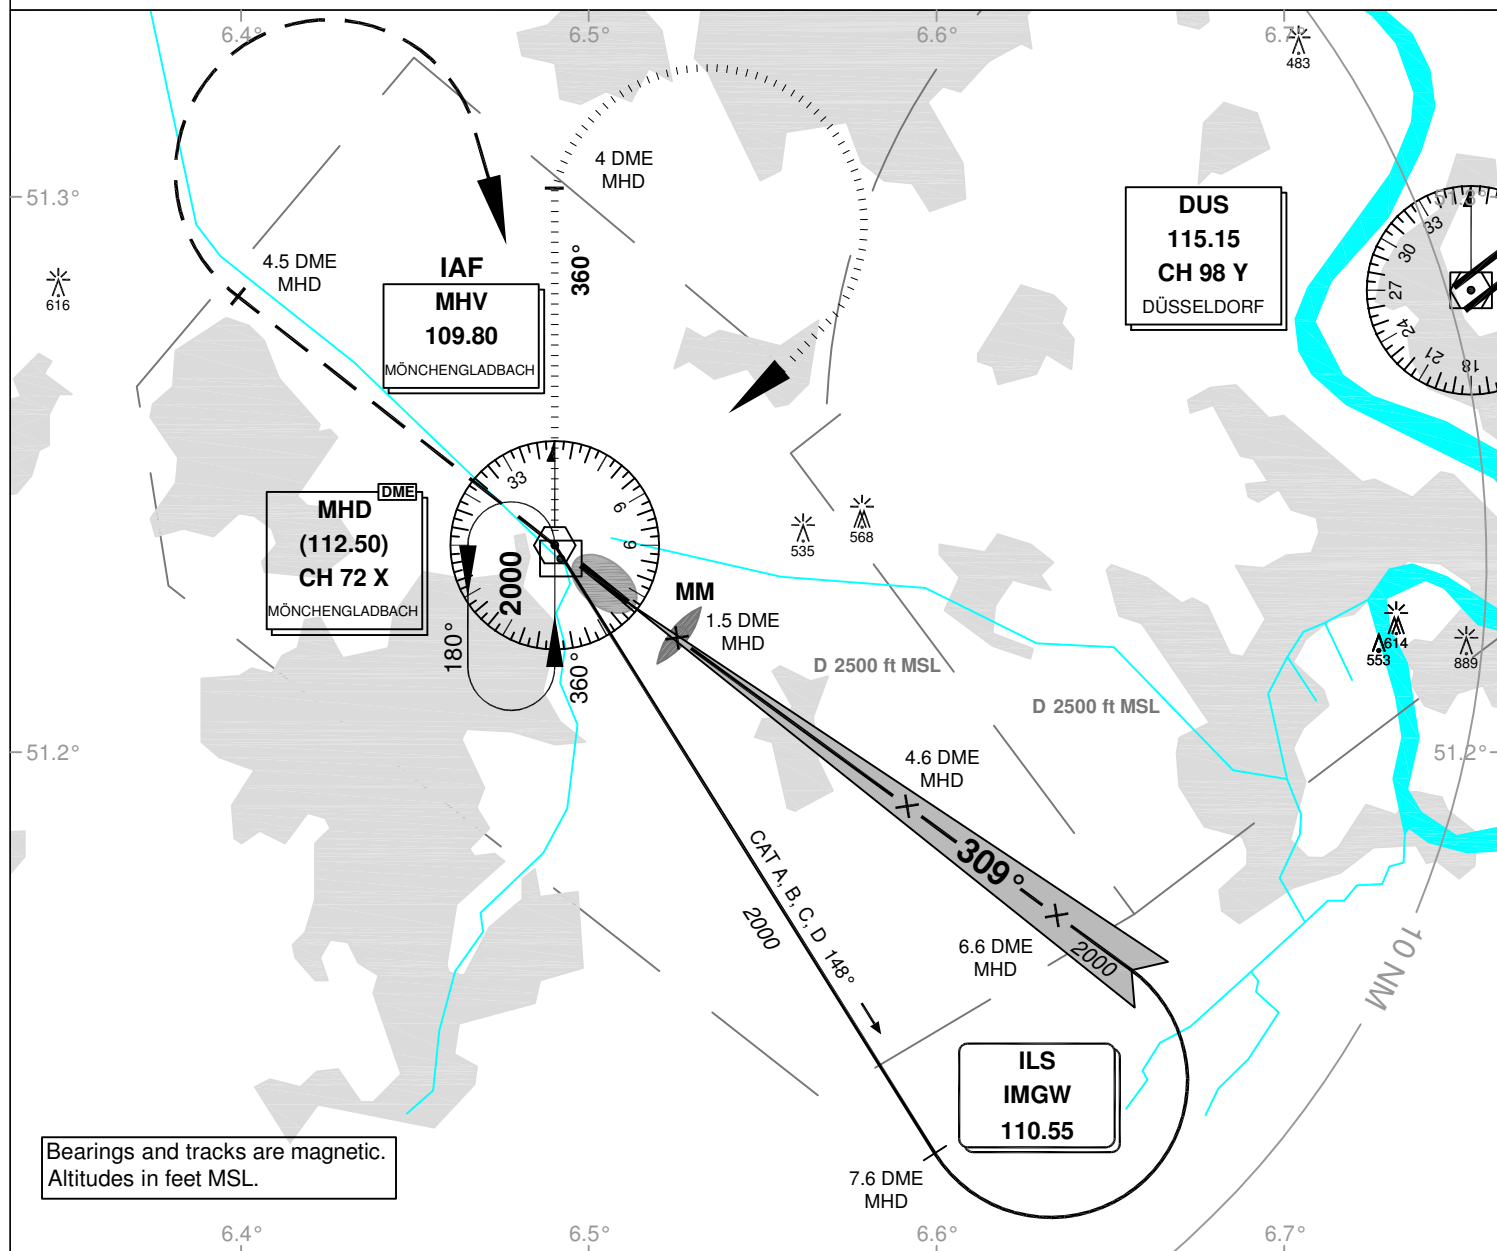 6.4°
6.5°
6.6°
6.7°
483
4 DME
MHD
51.3°
51.3°
DUS
115.15
CH 98 Y
DÜSSELDORF
33
30
27
24
21
18
360°
4.5 DME
MHD
616
IAF
MHV
109.80
MÖNCHENGLADBACH
DME
MHD
(112.50)
CH 72 X
MÖNCHENGLADBACH
33
6
9
2000
180°
360°
535
568
MM
1.5 DME
MHD
D 2500 ft MSL
D 2500 ft MSL
614
553
889
51.2°
51.2°
4.6 DME
MHD
309°
CAT A, B, C, D 148°
2000
6.6 DME
MHD
2000
10 NM
ILS
IMGW
110.55
Bearings and tracks are magnetic.
Altitudes in feet MSL.
7.6 DME
MHD
6.4°
6.5°
6.6°
6.7°